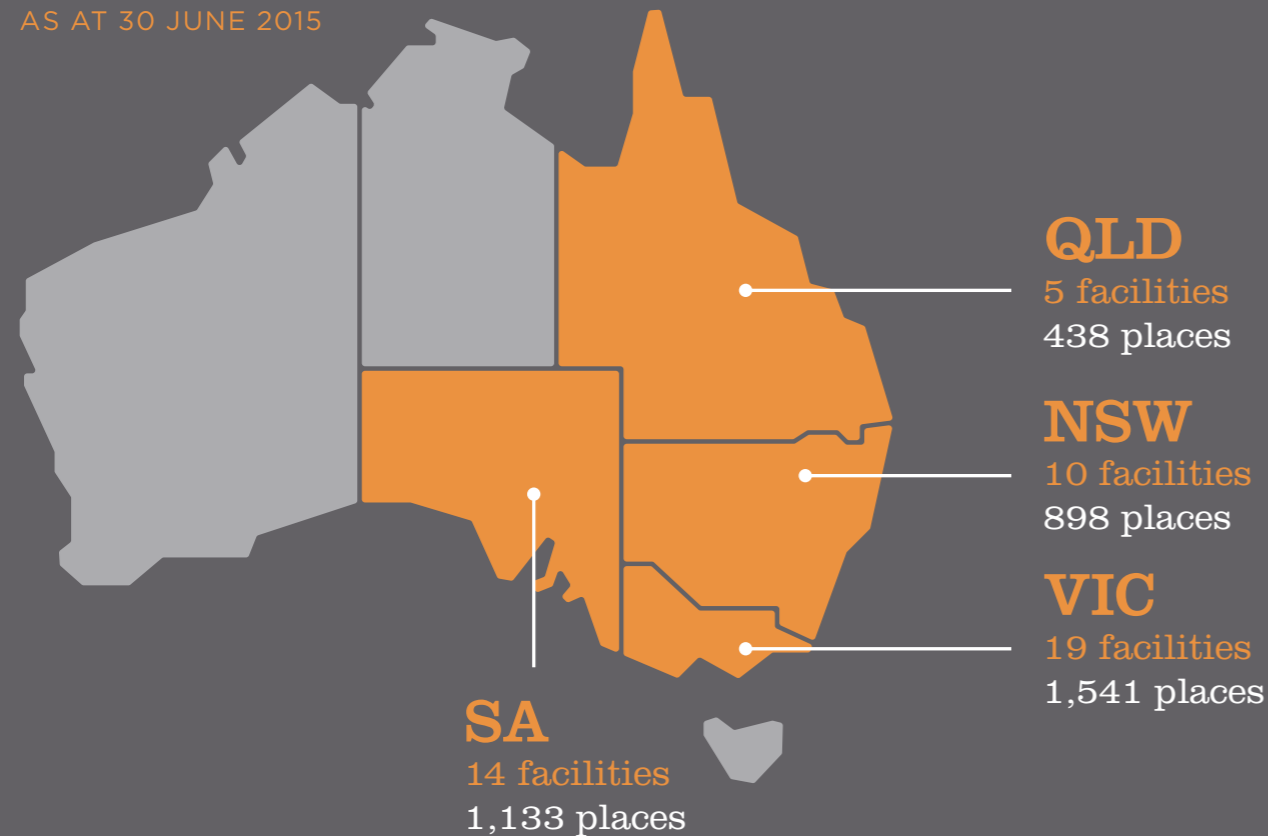 AS AT 30 JUNE 2015
QLD
5 facilities
438 places
NSW
10 facilities
898 places
VIC
19 facilities
1,541 places
SA
14 facilities
1,133 places